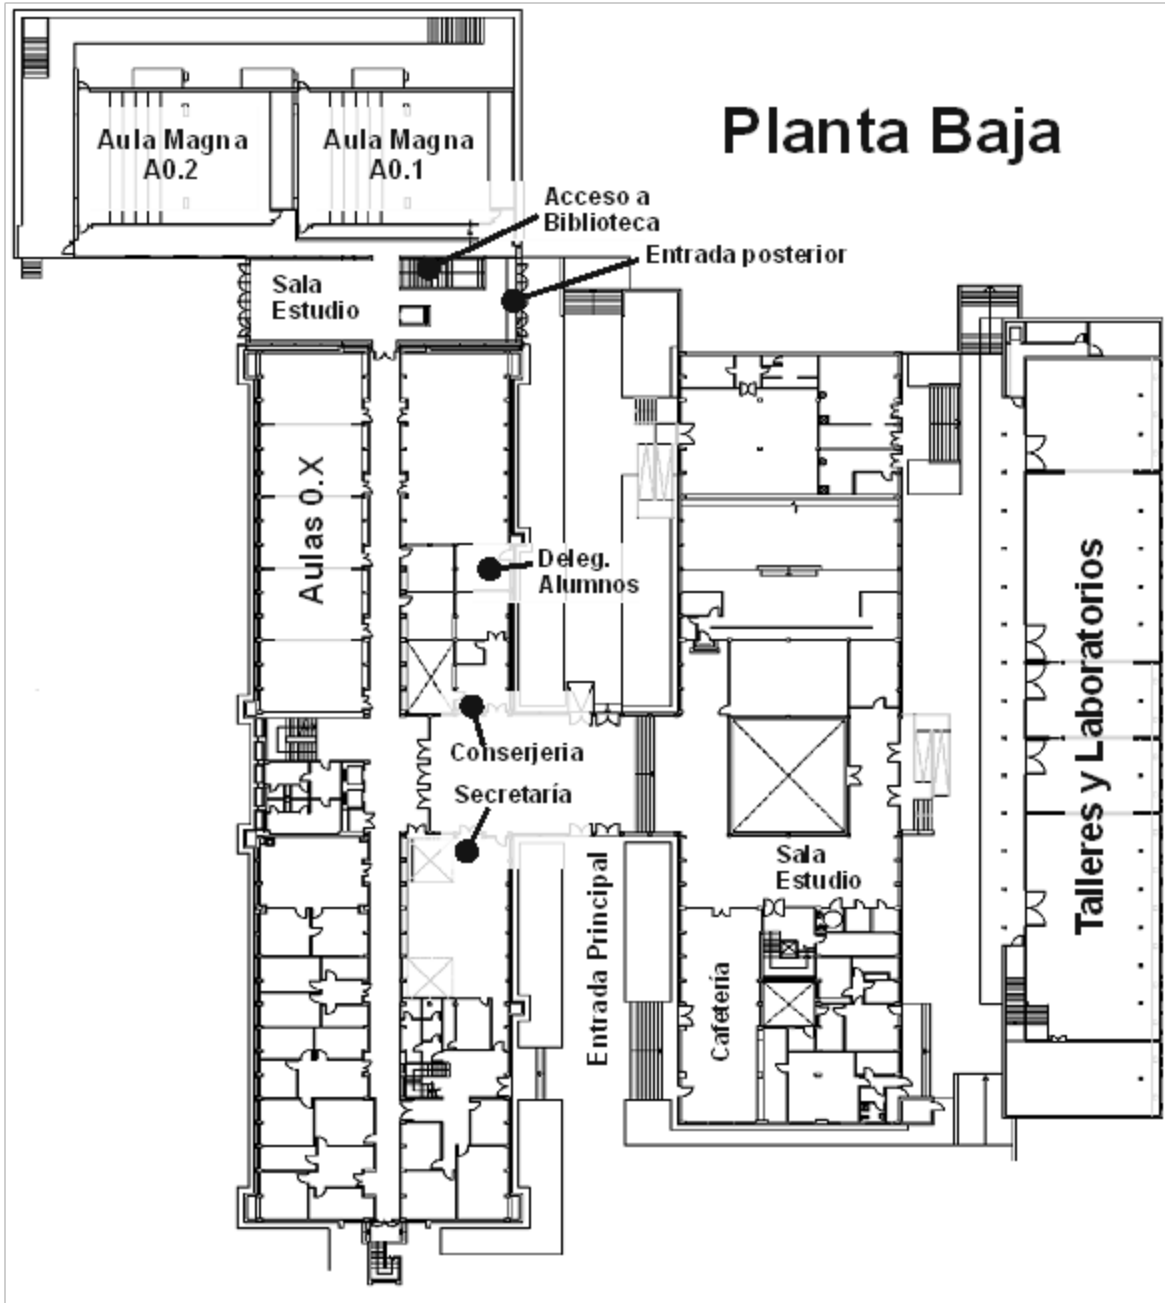 Planta Baja
Aula Magna
A0.2
Aula Magna
A0.1
Acceso a
Biblioteca
Entrada posterior
Sala
Estudio
Aulas 0.X
Deleg.
Alumnos
Conserjeria
Secretaría
Entrada Principal
Sala
Estudio
Cafetería
Talleres y Laboratorios